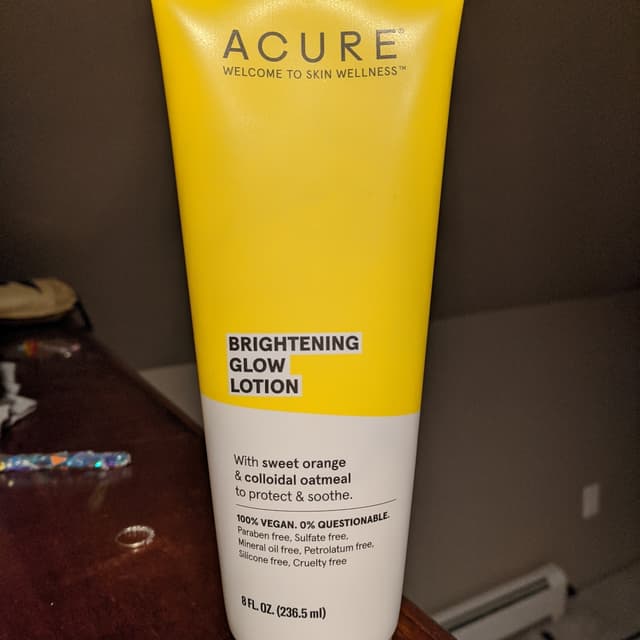 ACURE®
WELCOME TO SKIN WELLNESS™
BRIGHTENING
GLOW
LOTION
With sweet orange
& colloidal oatmeal
to protect & soothe.
100% VEGAN. 0% QUESTIONABLE.
Paraben free, Sulfate free,
Mineral oil free, Petrolatum free,
Silicone free, Cruelty free
8 FL. OZ. (236.5 ml)